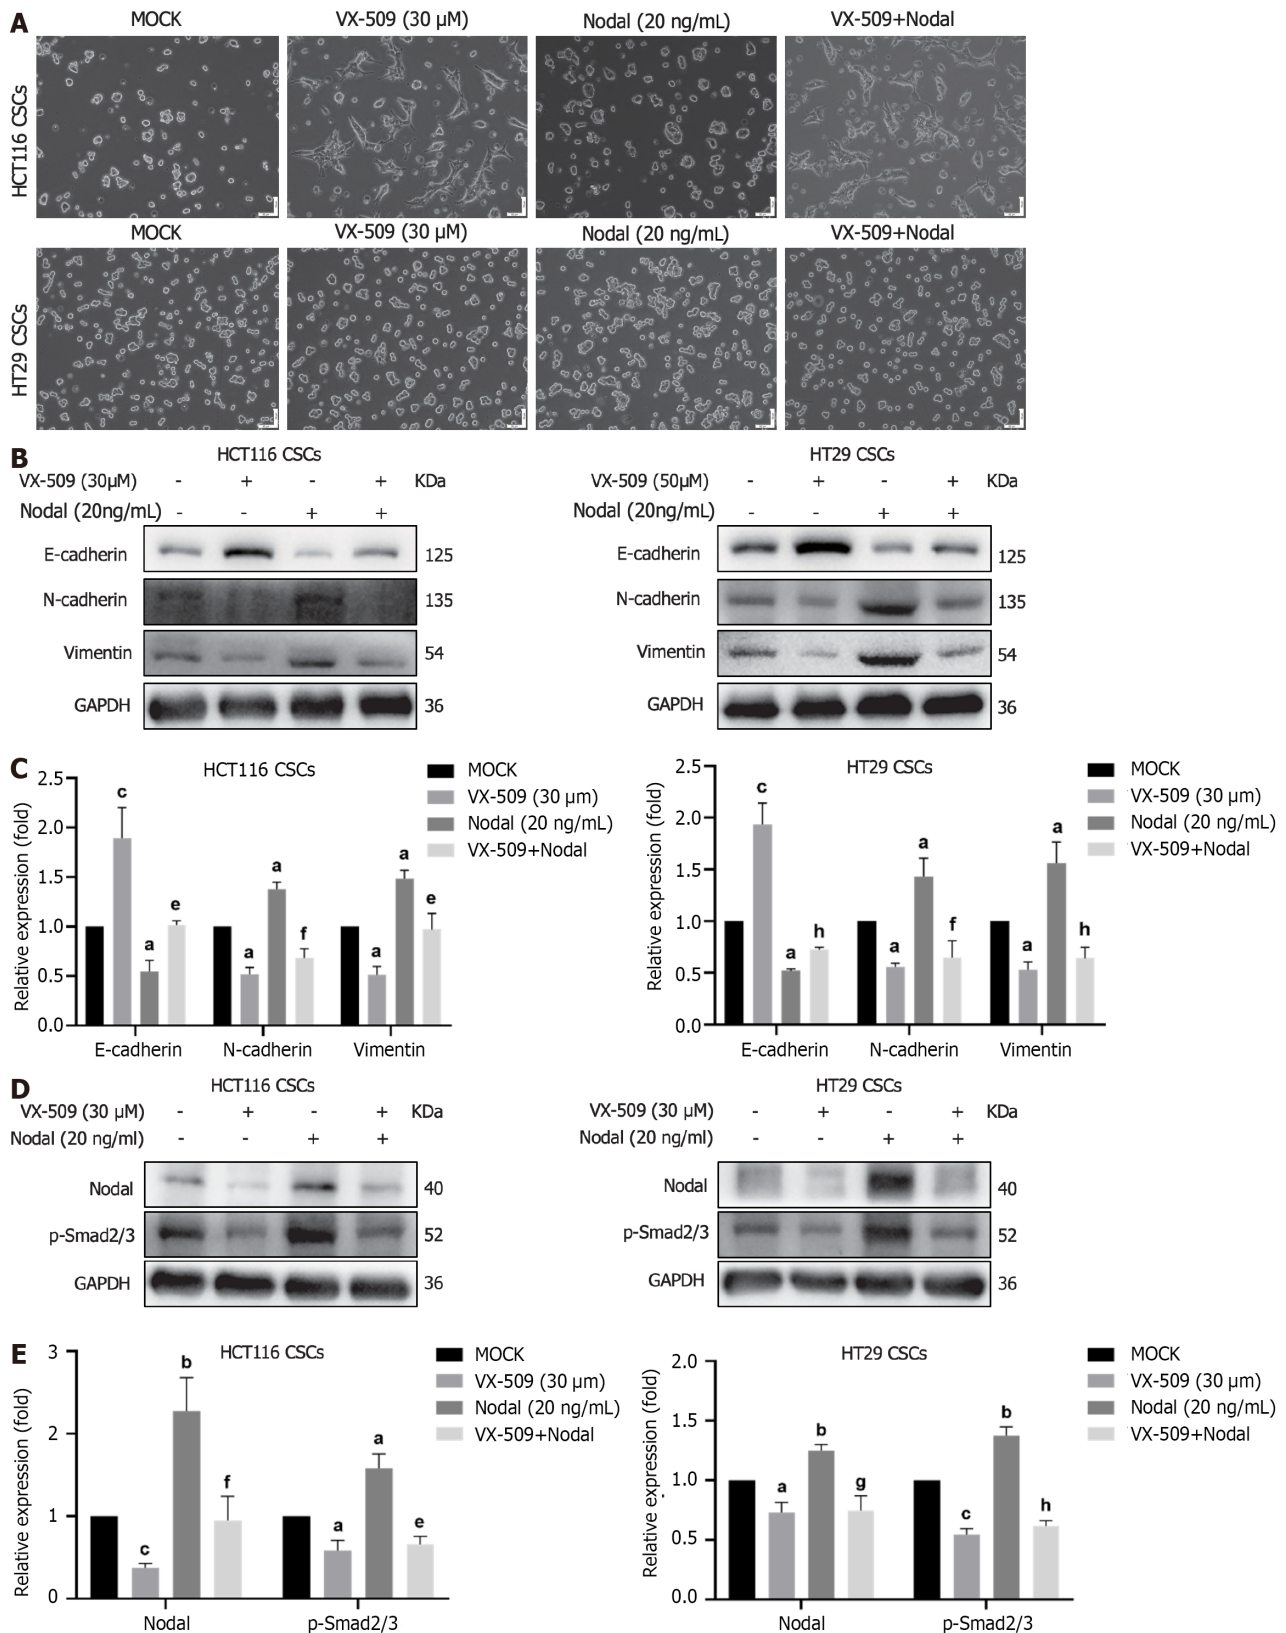 A
MOCK
VX-509 (30 μM)
Nodal (20 ng/mL)
VX-509+Nodal
HCT116 CSCs
MOCK
VX-509 (30 μM)
Nodal (20 ng/mL)
VX-509+Nodal
HT29 CSCs
B
HCT116 CSCs
VX-509 (30μM) - + - + KDa
Nodal (20ng/mL) - - + +
E-cadherin 125
N-cadherin 135
Vimentin 54
GAPDH 36
HT29 CSCs
VX-509 (50μM) - + - + KDa
Nodal (20ng/mL) - - + +
E-cadherin 125
N-cadherin 135
Vimentin 54
GAPDH 36
C
HCT116 CSCs
Relative expression (fold)
2.5
2.0
1.5
1.0
0.5
0.0
c a e
a a f
a a e
E-cadherin N-cadherin Vimentin
MOCK
VX-509 (30 μm)
Nodal (20 ng/mL)
VX-509+Nodal
HT29 CSCs
Relative expression (fold)
2.5
2.0
1.5
1.0
0.5
0.0
c a h
a a f
a a h
E-cadherin N-cadherin Vimentin
MOCK
VX-509 (30 μm)
Nodal (20 ng/mL)
VX-509+Nodal
D
HCT116 CSCs
VX-509 (30 μM) - + - + KDa
Nodal (20 ng/ml) - - + +
Nodal 40
p-Smad2/3 52
GAPDH 36
HT29 CSCs
VX-509 (30 μM) - + - + KDa
Nodal (20 ng/ml) - - + +
Nodal 40
p-Smad2/3 52
GAPDH 36
E
HCT116 CSCs
Relative expression (fold)
3
2
1
0
c b f
a a e
Nodal p-Smad2/3
MOCK
VX-509 (30 μm)
Nodal (20 ng/mL)
VX-509+Nodal
HT29 CSCs
Relative expression (fold)
2.0
1.5
1.0
0.5
0.0
a b g
c b h
Nodal p-Smad2/3
MOCK
VX-509 (30 μm)
Nodal (20 ng/mL)
VX-509+Nodal